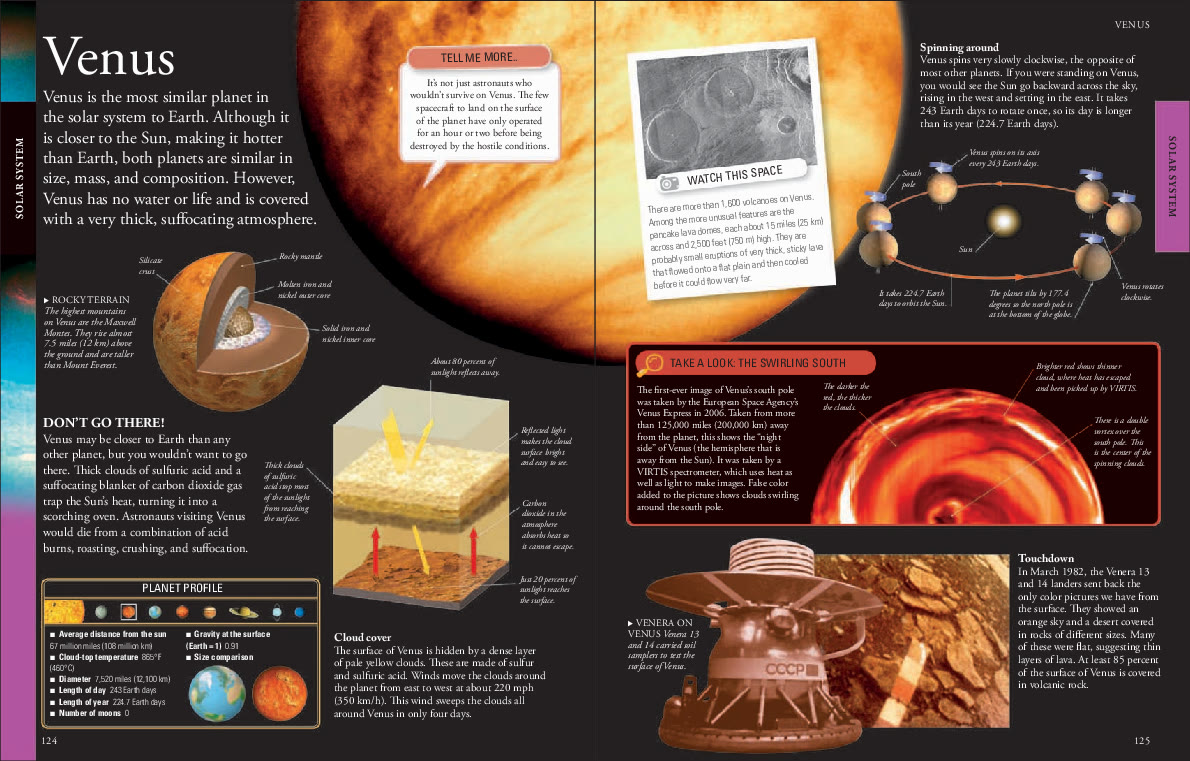 Venus
Venus is the most similar planet in
the solar system to Earth. Although it
is closer to the Sun, making it hotter
than Earth, both planets are similar in
size, mass, and composition. However,
Venus has no water or life and is covered
with a very thick, suffocating atmosphere.
SOLAR SYSTEM
TELL ME MORE..
It's not just astronauts who
wouldn't survive on Venus. The few
spacecraft to land on the surface
of the planet have only operated
for an hour or two before being
destroyed by the hostile conditions.
Silicate
crust
Rocky mantle
Molten iron and
nickel outer core
Solid iron and
nickel inner core
ROCKY TERRAIN
The highest mountains
on Venus are the Maxwell
Montes. They rise almost
7.5 miles (12 km) above
the ground and are taller
than Mount Everest.
DON'T GO THERE!
Venus may be closer to Earth than any
other planet, but you wouldn't want to go
there. Thick clouds of sulfuric acid and a
suffocating blanket of carbon dioxide gas
trap the Sun's heat, turning it into a
scorching oven. Astronauts visiting Venus
would die from a combination of acid
burns, roasting, crushing, and suffocation.
About 80 percent of
sunlight reflects away.
Reflected light
makes the cloud
surface bright
and easy to see.
Thick clouds
of sulfuric
acid stop most
of the sunlight
from reaching
the surface.
Carbon
dioxide in the
atmosphere
absorbs heat so
it cannot escape.
Just 20 percent of
sunlight reaches
the surface.
PLANET PROFILE
Average distance from the sun
67 million miles (108 million km)
Cloud-top temperature 865°F
(460°C)
Diameter 7,520 miles (12,100 km)
Length of day 243 Earth days
Length of year 224.7 Earth days
Number of moons 0
Gravity at the surface
(Earth = 1) 0.91
Size comparison
Cloud cover
The surface of Venus is hidden by a dense layer
of pale yellow clouds. These are made of sulfur
and sulfuric acid. Winds move the clouds around
the planet from east to west at about 220 mph
(350 km/h). This wind sweeps the clouds all
around Venus in only four days.
124
VENUS
WATCH THIS SPACE
There are more than 1,600 volcanoes on Venus.
Among the more unusual features are the
pancake lava domes, each about 15 miles (25 km)
across and 2,500 feet (750 m) high. They are
probably small eruptions of very thick, sticky lava
that flowed onto a flat plain and then cooled
before it could flow very far.
Spinning around
Venus spins very slowly clockwise, the opposite of
most other planets. If you were standing on Venus,
you would see the Sun go backward across the sky,
rising in the west and setting in the east. It takes
243 Earth days to rotate once, so its day is longer
than its year (224.7 Earth days).
SOLAR SYSTEM
Venus spins on its axis
every 243 Earth days.
South
pole
Sun
It takes 224.7 Earth
days to orbit the Sun.
The planet tilts by 177.4
degrees so the north pole is
at the bottom of the globe.
Venus rotates
clockwise.
TAKE A LOOK: THE SWIRLING SOUTH
The first-ever image of Venus's south pole
was taken by the European Space Agency's
Venus Express in 2006. Taken from more
than 125,000 miles (200,000 km) away
from the planet, this shows the "night
side" of Venus (the hemisphere that is
away from the Sun). It was taken by a
VIRTIS spectrometer, which uses heat as
well as light to make images. False color
added to the picture shows clouds swirling
around the south pole.
The darker the
red, the thicker
the clouds.
Brighter red shows thinner
cloud, where heat has escaped
and been picked up by VIRTIS.
There is a double
vortex over the
south pole. This
is the center of the
spinning clouds.
VENERA ON
VENUS Venera 13
and 14 carried soil
samplers to test the
surface of Venus.
CCCP
Touchdown
In March 1982, the Venera 13
and 14 landers sent back the
only color pictures we have from
the surface. They showed an
orange sky and a desert covered
in rocks of different sizes. Many
of these were flat, suggesting thin
layers of lava. At least 85 percent
of the surface of Venus is covered
in volcanic rock.
125